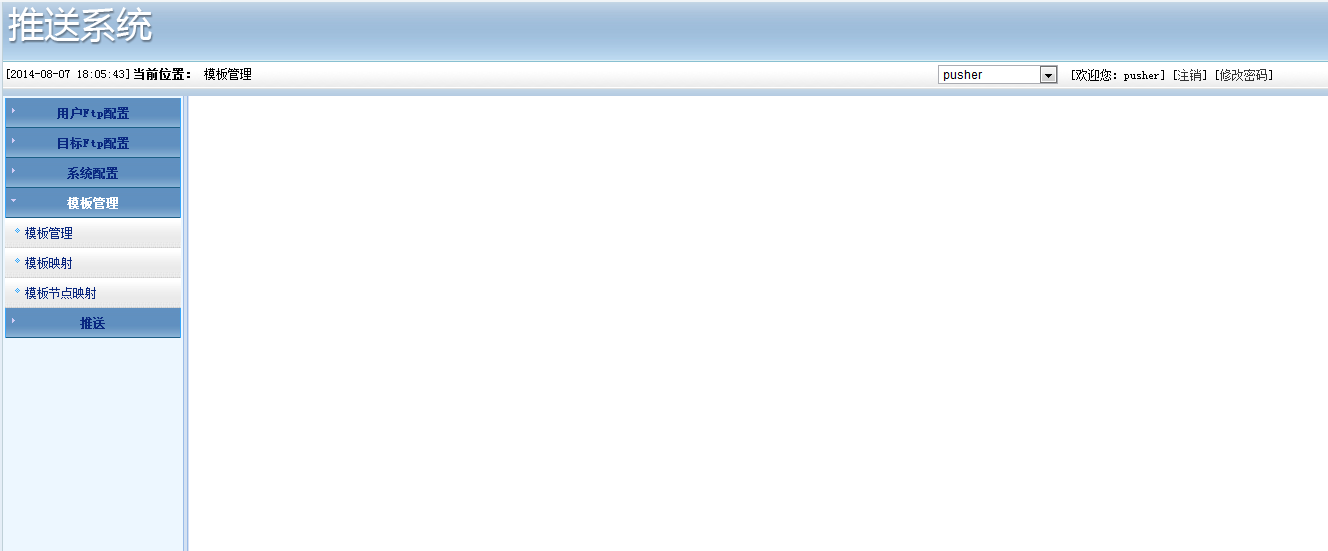 推送系统
[2014-08-07 18:05:43] 当前位置： 模板管理 pusher [欢迎您：pusher] [注销] [修改密码]
用户Ftp配置
目标Ftp配置
系统配置
模板管理
模板管理
模板映射
模板节点映射
推送